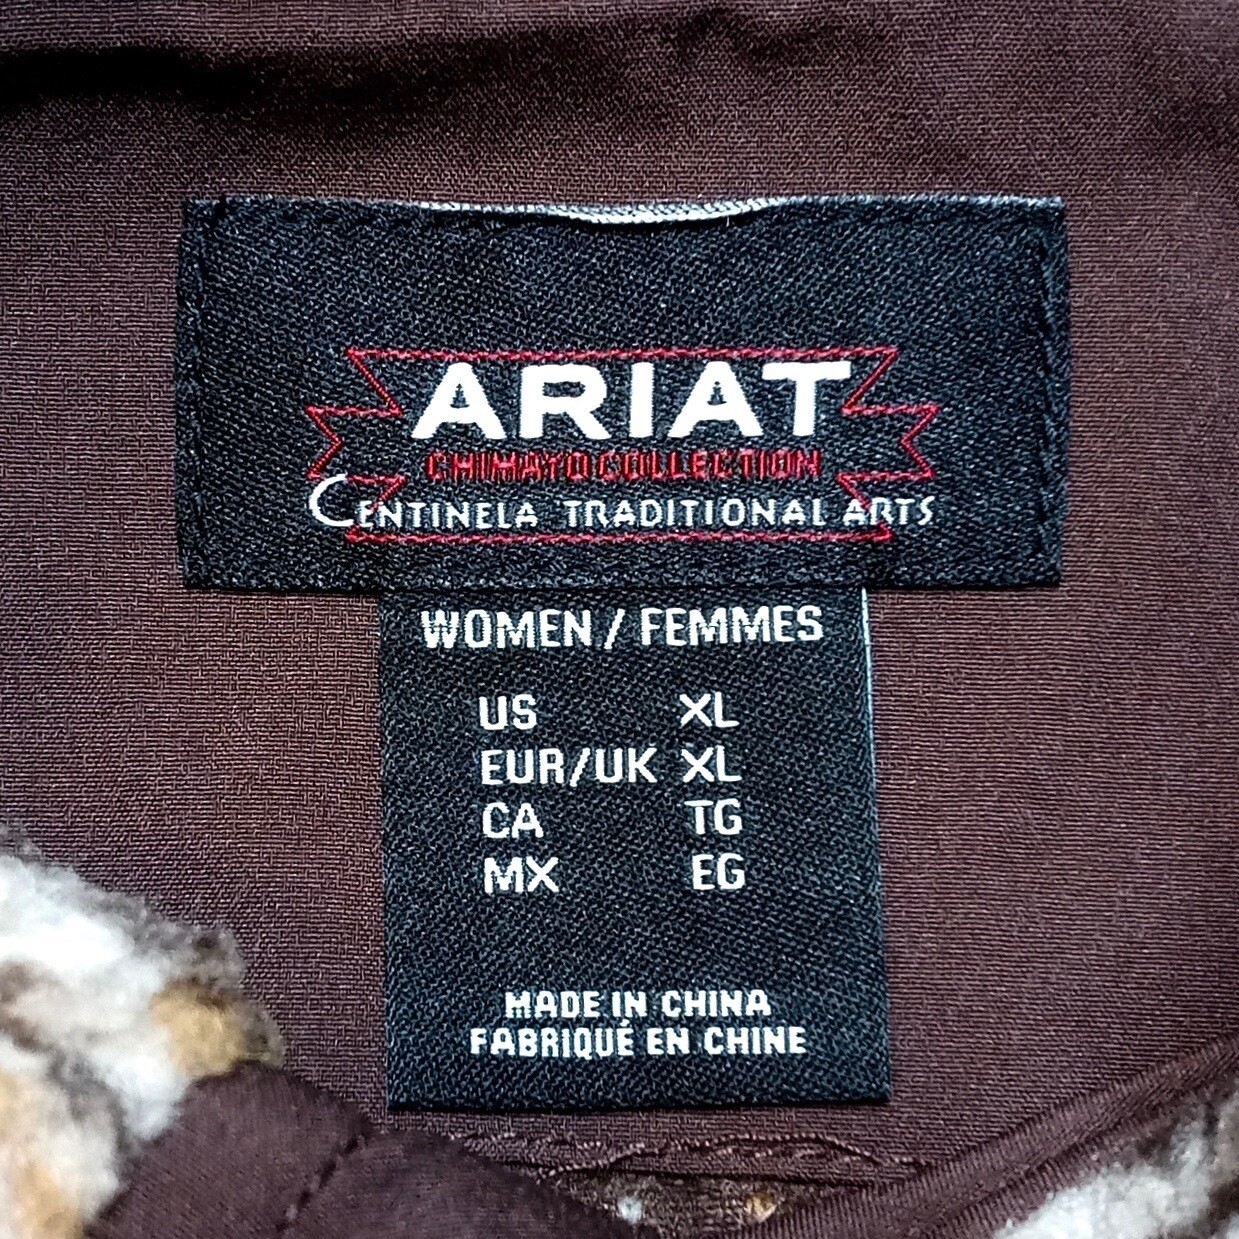 ARIAT
CHIMAYO COLLECTION
CENTINELA TRADITIONAL ARTS
WOMEN / FEMMES
US XL
EUR/UK XL
CA TG
MX EG
MADE IN CHINA
FABRIQUÉ EN CHINE